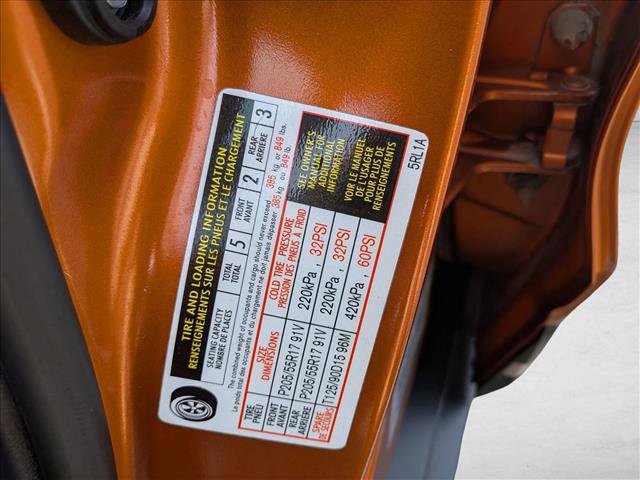 TIRE AND LOADING INFORMATION
RENSEIGNEMENTS SUR LES PNEUS ET LE CHARGEMENT
SEATING CAPACITY
NOMBRE DE PLACES
TOTAL
TOTAL
5
FRONT
AVANT
2
REAR
ARRIÈRE
3
The combined weight of occupants and cargo should never exceed 385 kg or 849 lbs.
Le poids total des occupants et du chargement ne doit jamais dépasser 385 kg ou 849 lb.
TIRE
PNEU
SIZE
DIMENSIONS
COLD TIRE PRESSURE
PRESSION DES PNEUS À FROID
SEE OWNER'S
MANUAL FOR
ADDITIONAL
INFORMATION
VOIR LE MANUEL
DE L'USAGER
POUR PLUS DE
RENSEIGNEMENTS
FRONT
AVANT
P205/55R17 91V
220kPa, 32PSI
REAR
ARRIÈRE
P205/55R17 91V
220kPa, 32PSI
SPARE
DE SECOURS
T125/90D15 96M
420kPa, 60PSI
5RL1A